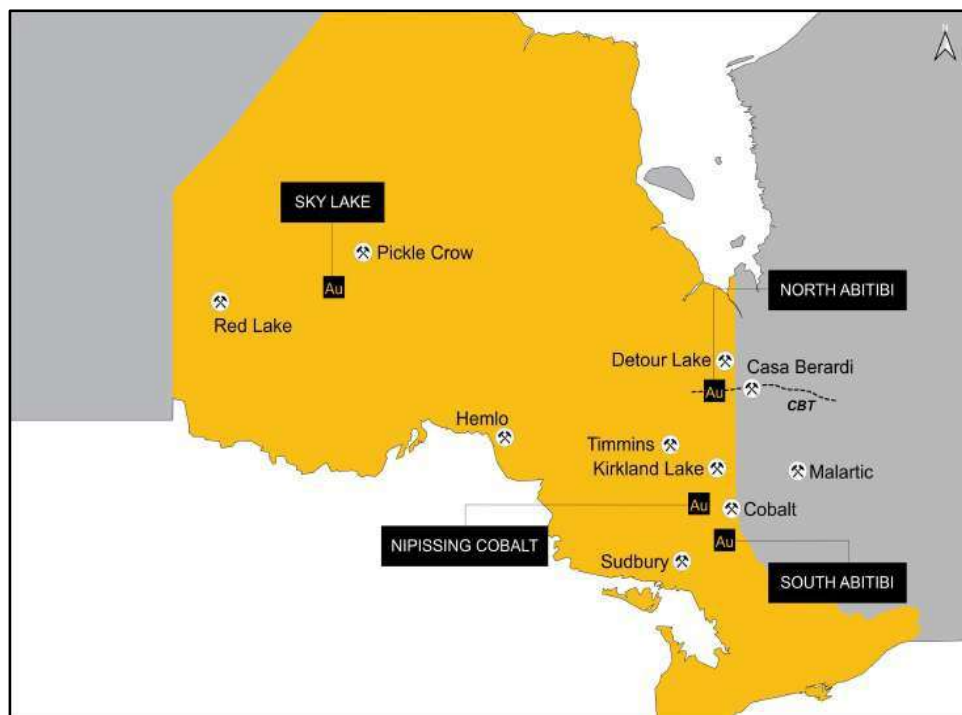 N
SKY LAKE
Pickle Crow
Au
Red Lake
NORTH ABITIBI
Detour Lake
Casa Berardi
Au
CBT
Hemlo
Timmins
Kirkland Lake
Malartic
Au
Cobalt
NIPISSING COBALT
Au
Sudbury
SOUTH ABITIBI